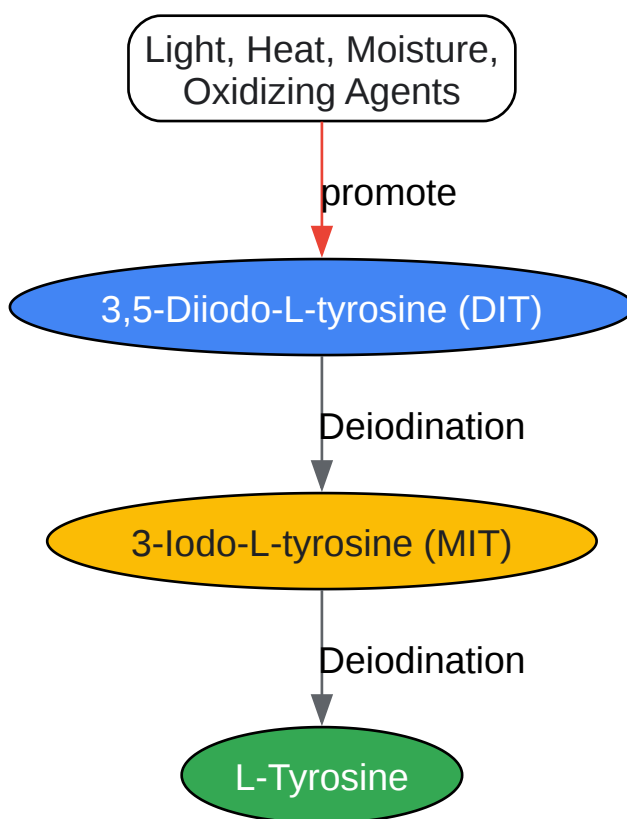 Light, Heat, Moisture,
Oxidizing Agents
promote
3,5-Diiodo-L-tyrosine (DIT)
Deiodination
3-Iodo-L-tyrosine (MIT)
Deiodination
L-Tyrosine